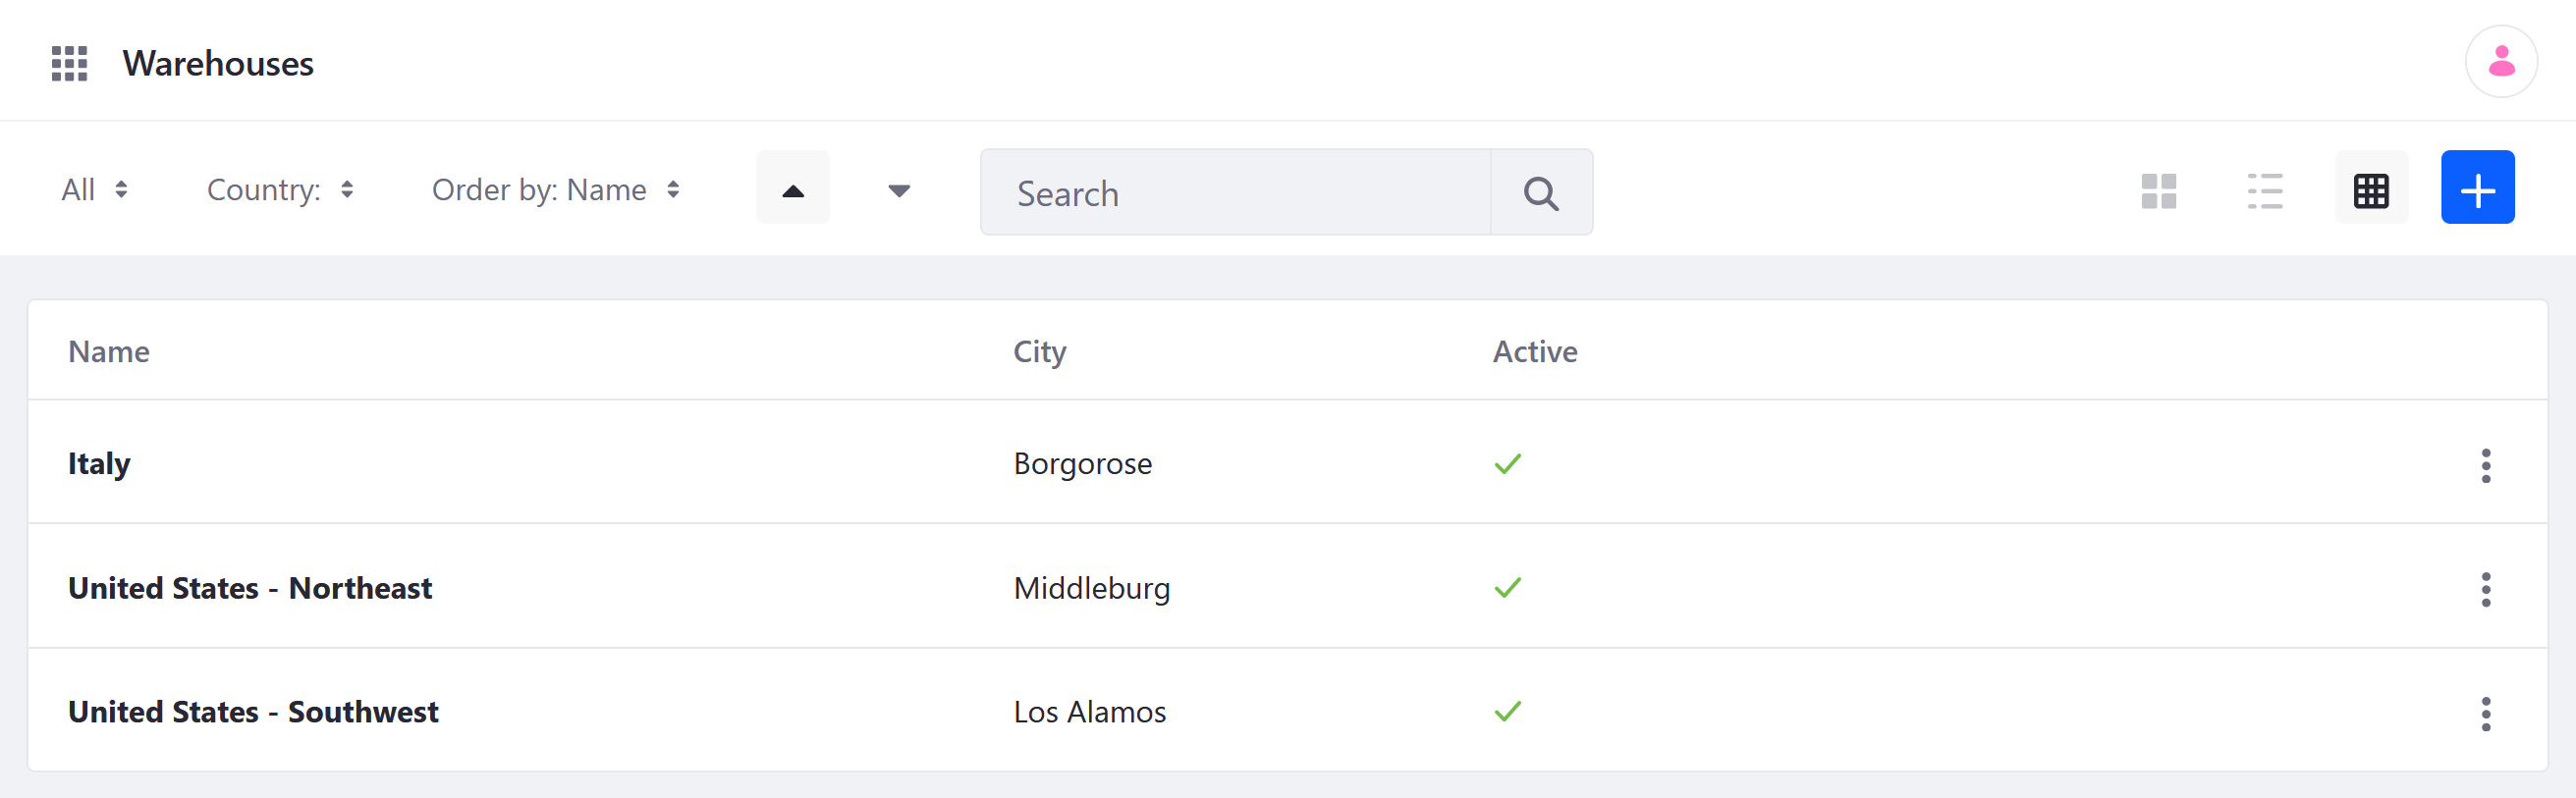 Warehouses
All Country: Order by: Name Search
Name City Active
Italy Borgorose
United States - Northeast Middleburg
United States - Southwest Los Alamos